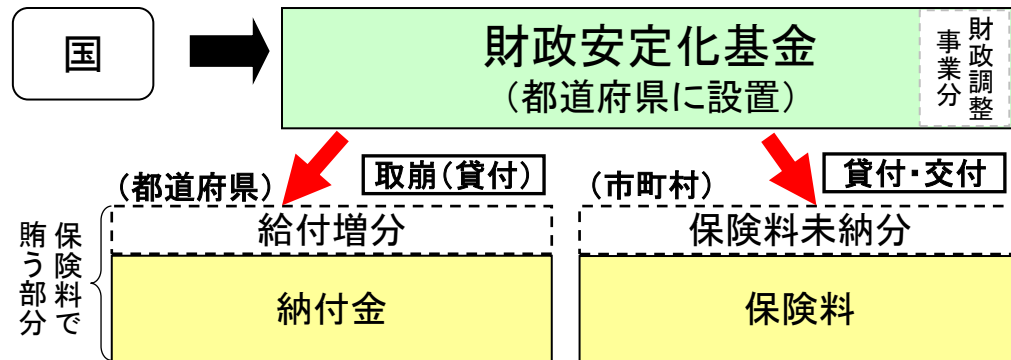 国
財政安定化基金
(都道府県に設置)
財政調整
事業分
(都道府県)
取崩(貸付)
(市町村)
貸付・交付
保険料で
賄う部分
給付増分
保険料未納分
納付金
保険料